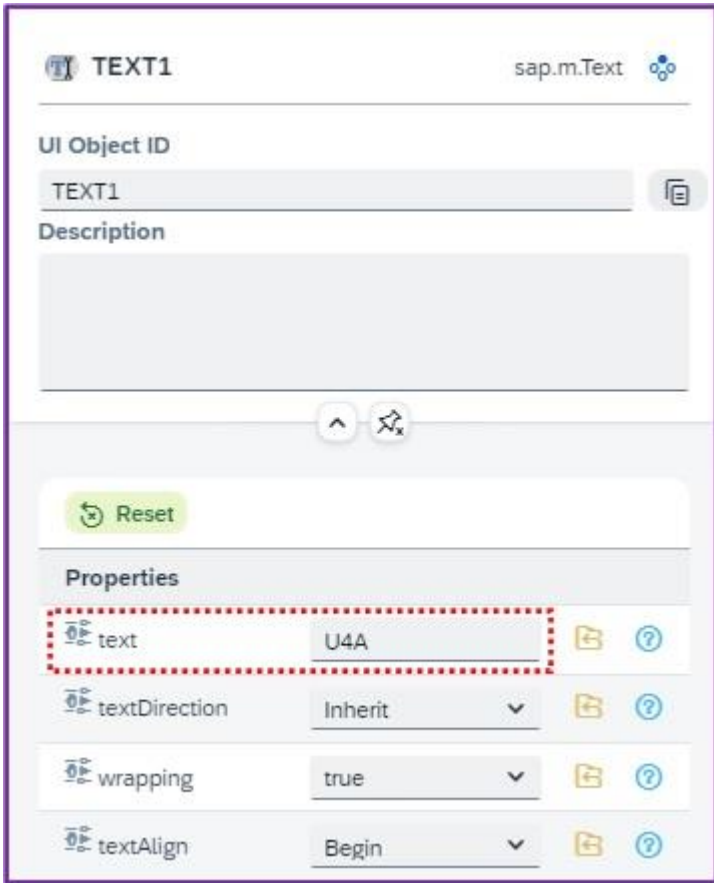 TEXT1 sap.m.Text
UI Object ID
TEXT1
Description
Reset
Properties
text U4A
textDirection Inherit
wrapping true
textAlign Begin